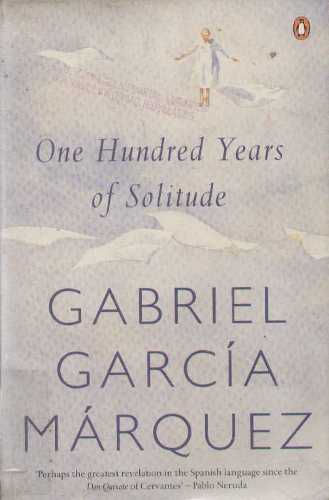 One Hundred Years
of Solitude
GABRIEL
GARCÍA
MÁRQUEZ
'Perhaps the greatest revelation in the Spanish language since the
Don Quixote of Cervantes' – Pablo Neruda